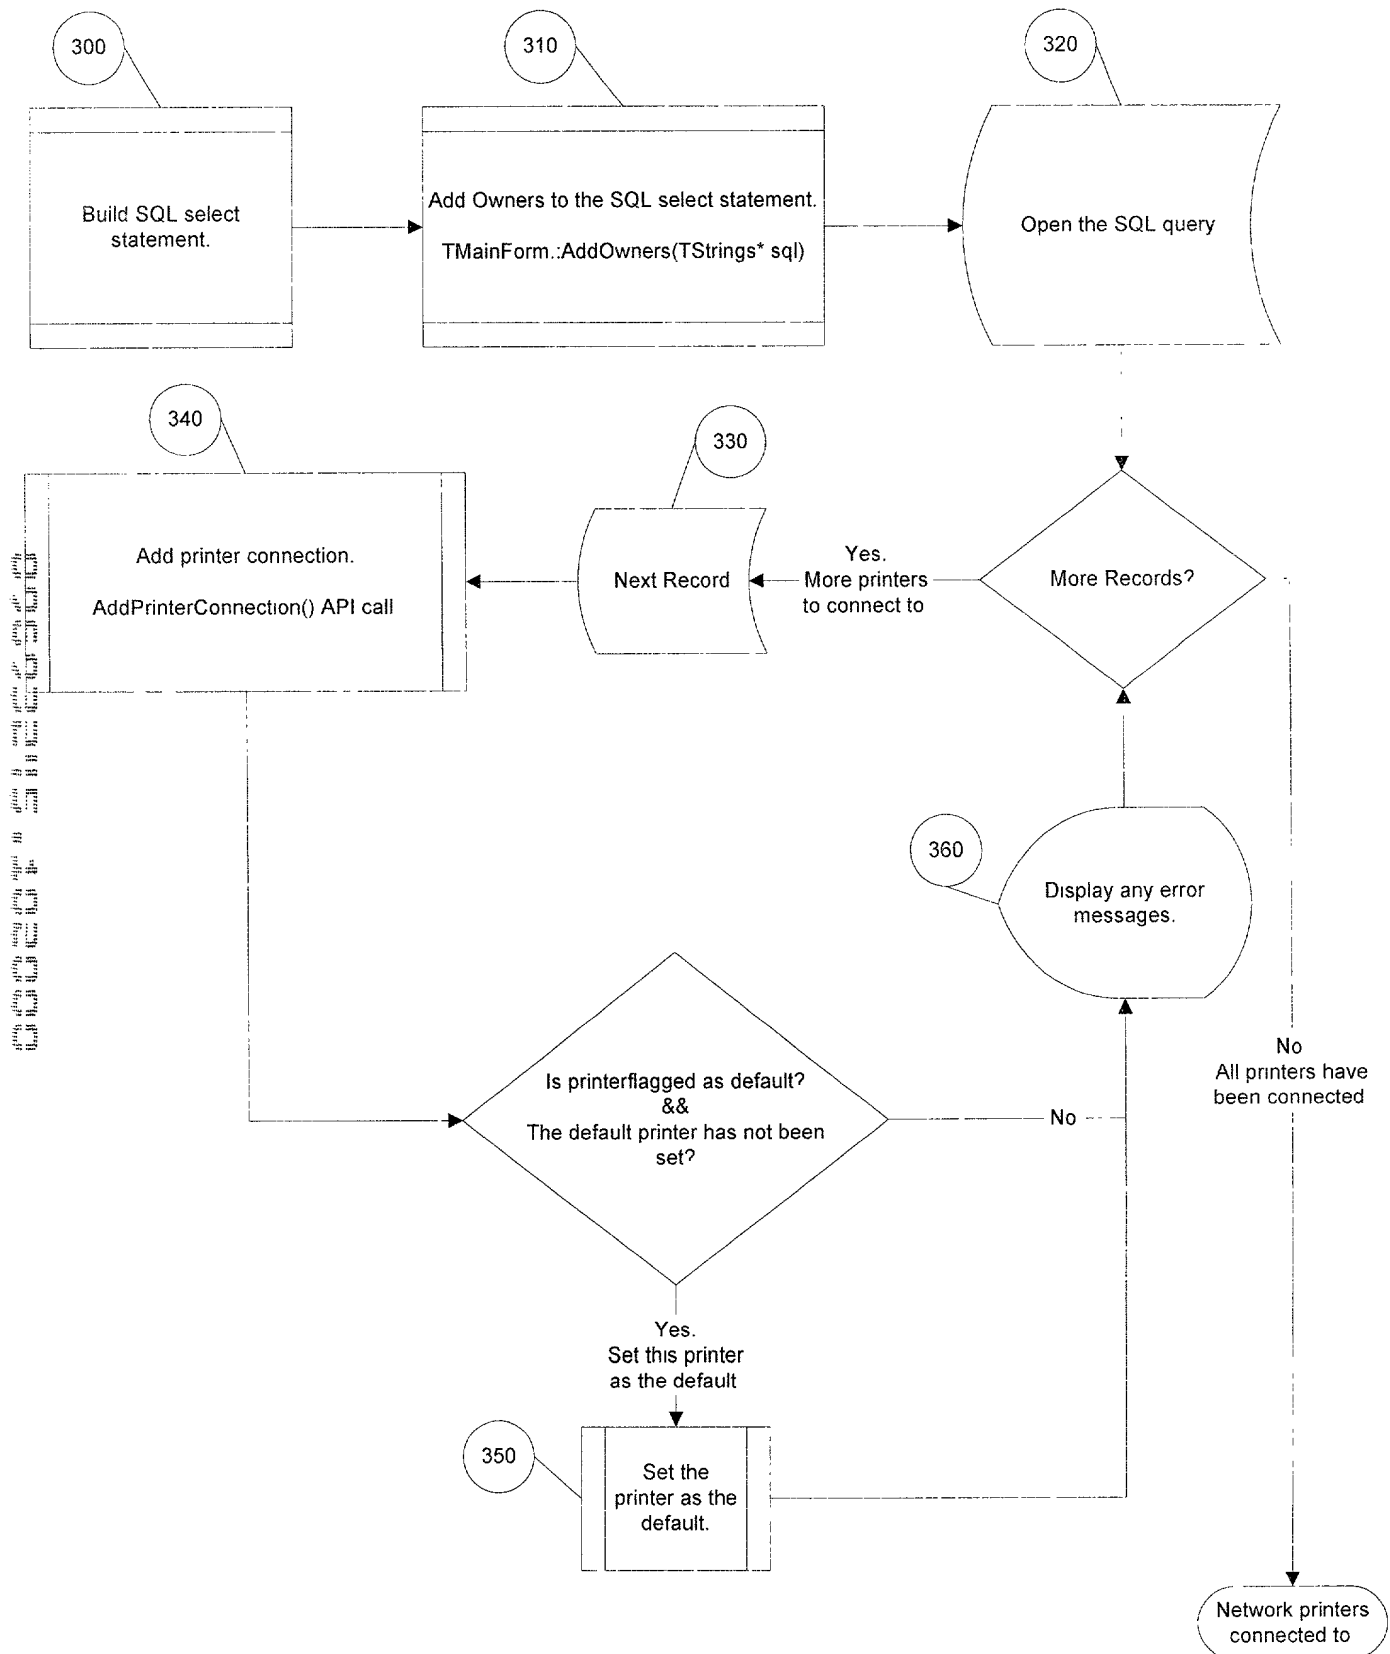 300
310
320
Build SQL select
statement.
Add Owners to the SQL select statement.
TMainForm.:AddOwners(TStrings* sql)
Open the SQL query
340
330
Add printer connection.
AddPrinterConnection() API call
Next Record
Yes.
More printers
to connect to
More Records?
360
Display any error
messages.
Is printerflagged as default?
&&
The default printer has not been
set?
No
No
All printers have
been connected
Yes.
Set this printer
as the default
350
Set the
printer as the
default.
Network printers
connected to